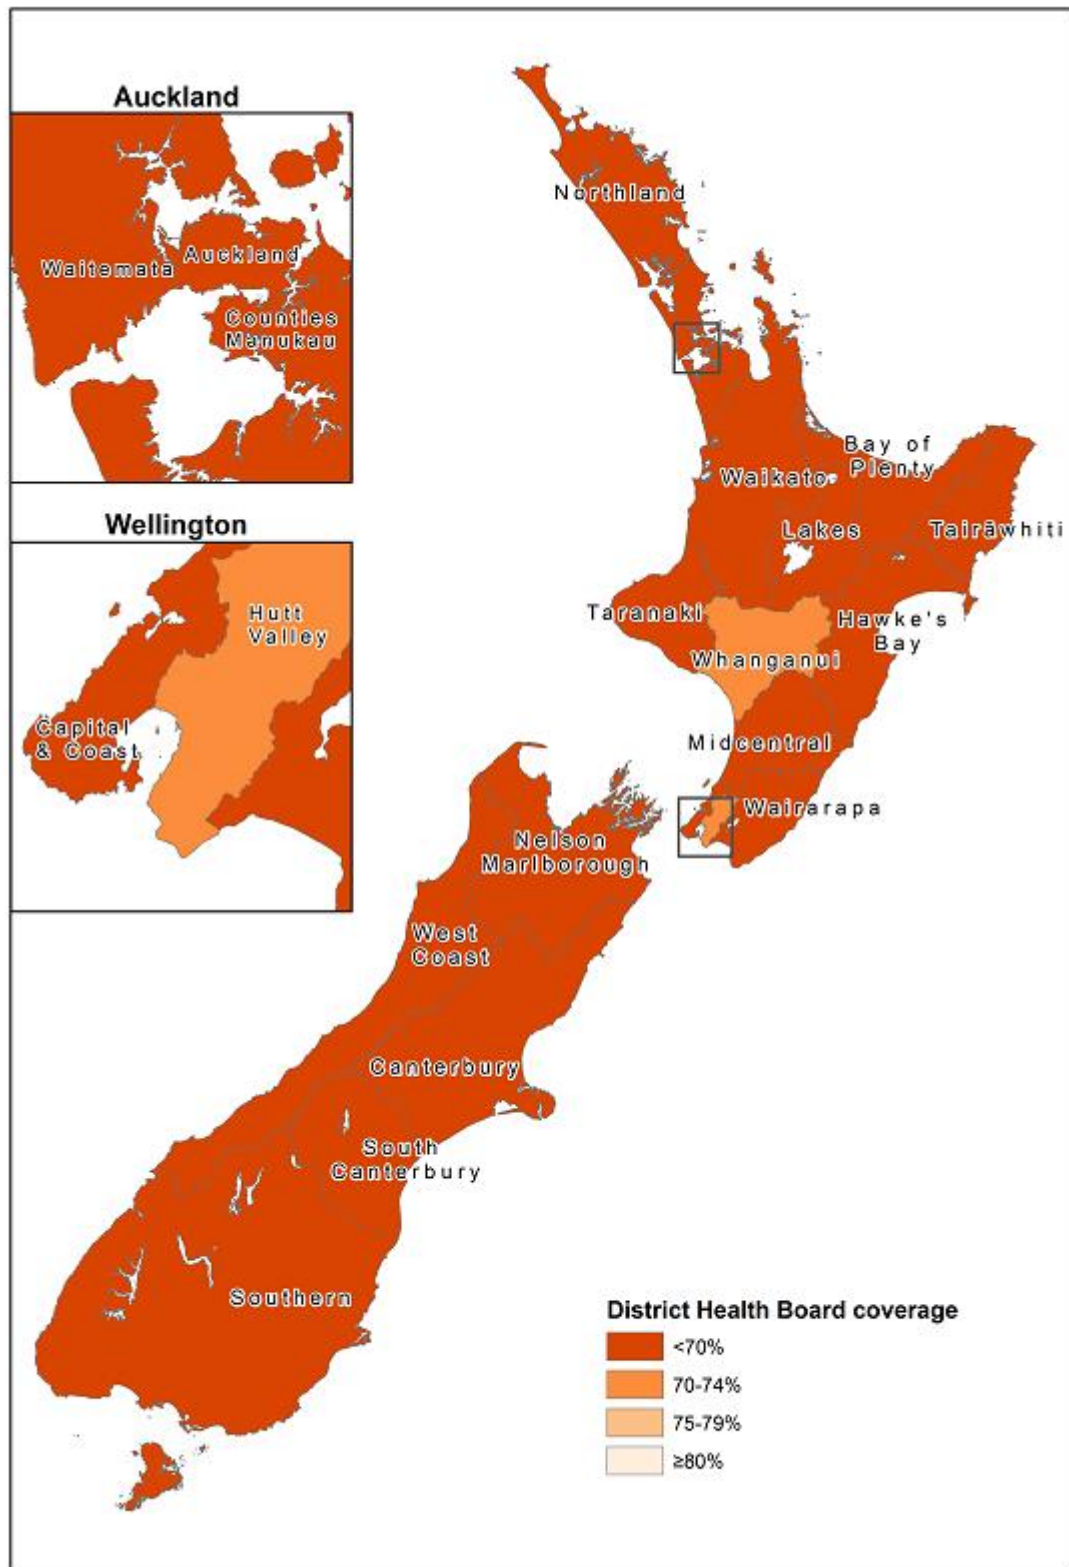 Auckland
Waitemata
Auckland
Counties
Manukau
Wellington
Hutt
Valley
Capital
& Coast
Northland
Bay of
Plenty
Waikato
Lakes
Tairāwhiti
Taranaki
Hawke's
Bay
Whanganui
Midcentral
Wairarapa
Nelson
Marlborough
West
Coast
Canterbury
South
Canterbury
Southern
District Health Board coverage
<70%
70-74%
75-79%
≥80%